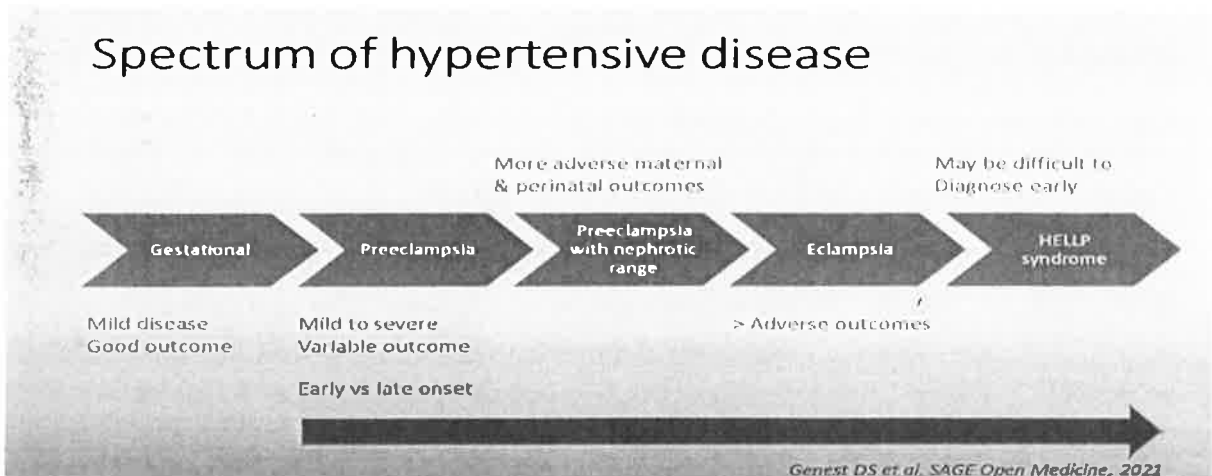 Spectrum of hypertensive disease
More adverse maternal
& perinatal outcomes
May be difficult to
Diagnose early
Gestational
Preeclampsia
Preeclampsia
with nephrotic
range
Eclampsia
HELLP
syndrome
Mild disease
Good outcome
Mild to severe
Variable outcome
> Adverse outcomes
Early vs late onset
Genest DS et al. SAGE Open Medicine, 2021